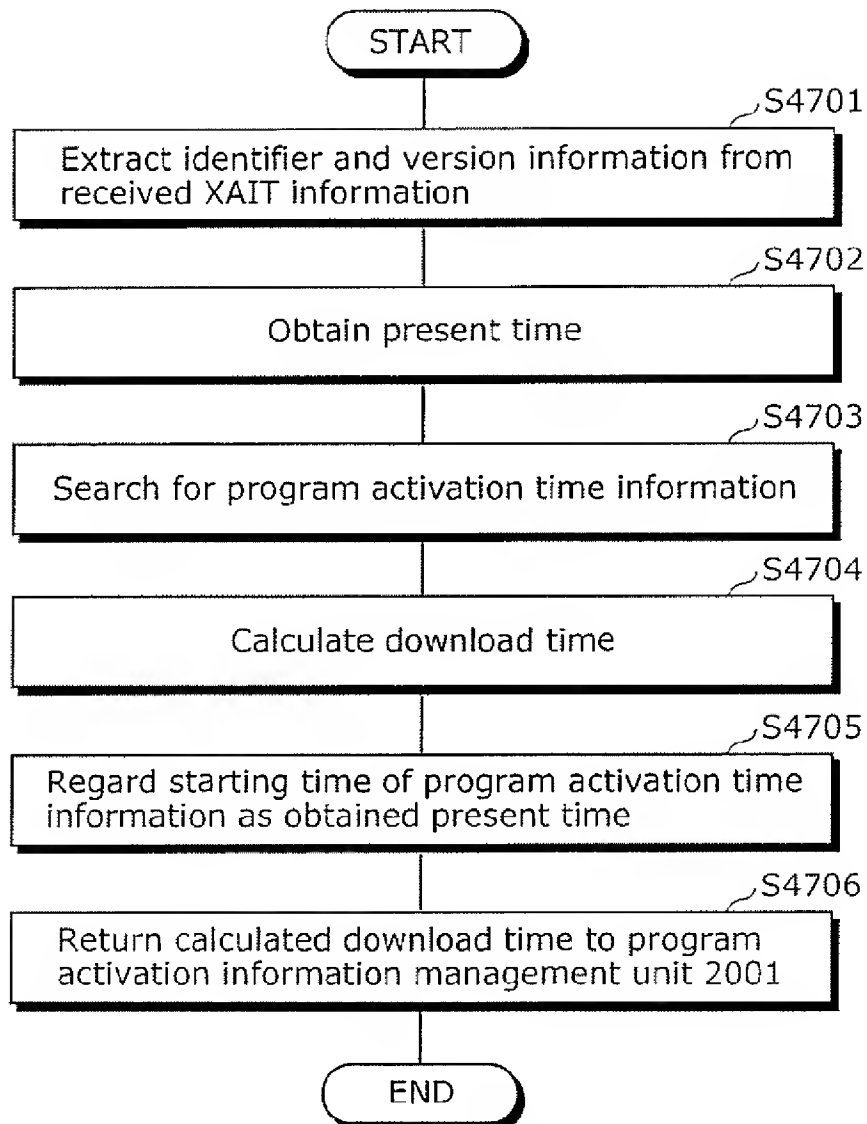 START
S4701
Extract identifier and version information from
received XAIT information
S4702
Obtain present time
S4703
Search for program activation time information
S4704
Calculate download time
S4705
Regard starting time of program activation time
information as obtained present time
S4706
Return calculated download time to program
activation information management unit 2001
END